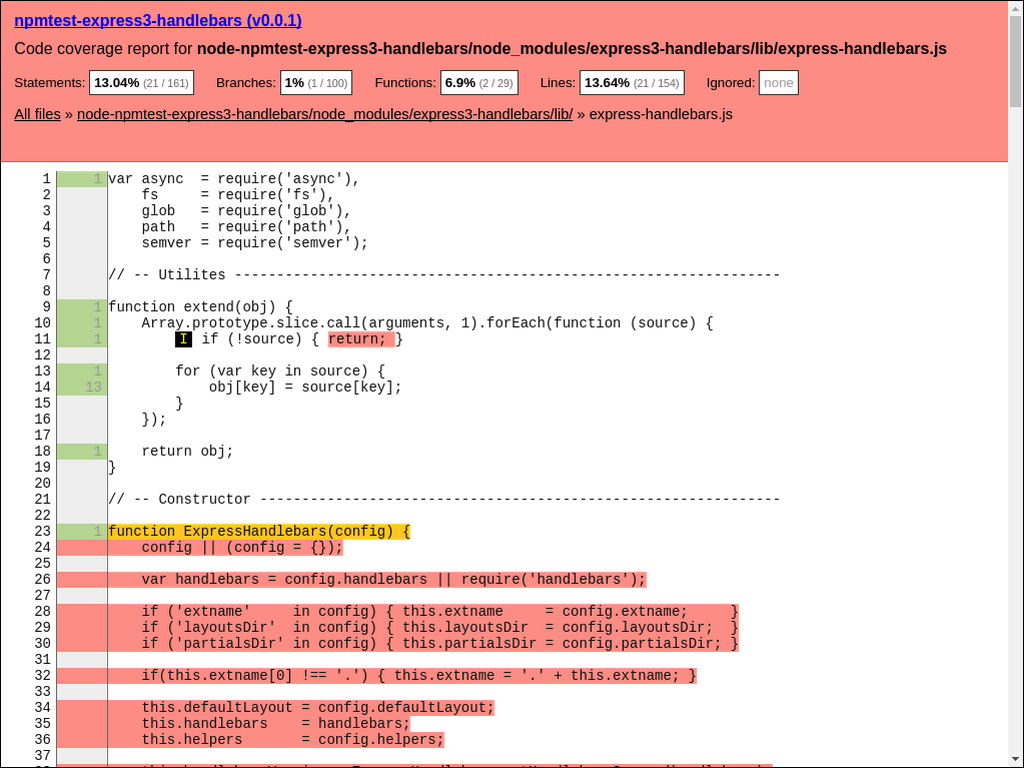 npmtest-express3-handlebars (v0.0.1)
Code coverage report for node-npmtest-express3-handlebars/node_modules/express3-handlebars/lib/express-handlebars.js
Statements: 13.04% (21 / 161) Branches: 1% (1 / 100) Functions: 6.9% (2 / 29) Lines: 13.64% (21 / 154) Ignored: none
All files » node-npmtest-express3-handlebars/node_modules/express3-handlebars/lib/ » express-handlebars.js
1 1 var async  = require('async'),
2     fs     = require('fs'),
3     glob   = require('glob'),
4     path   = require('path'),
5     semver = require('semver');
6
7 // -- Utilites -----------------------------------------------------------------
8
9 1 function extend(obj) {
10 1     Array.prototype.slice.call(arguments, 1).forEach(function (source) {
11 1         I if (!source) { return; }
12
13 1         for (var key in source) {
14 13             obj[key] = source[key];
15         }
16     });
17
18 1     return obj;
19 }
20
21 // -- Constructor --------------------------------------------------------------
22
23 1 function ExpressHandlebars(config) {
24     config || (config = {});
25
26     var handlebars = config.handlebars || require('handlebars');
27
28     if ('extname'     in config) { this.extname     = config.extname;     }
29     if ('layoutsDir'  in config) { this.layoutsDir  = config.layoutsDir;  }
30     if ('partialsDir' in config) { this.partialsDir = config.partialsDir; }
31
32     if(this.extname[0] !== '.') { this.extname = '.' + this.extname; }
33
34     this.defaultLayout = config.defaultLayout;
35     this.handlebars    = handlebars;
36     this.helpers       = config.helpers;
37